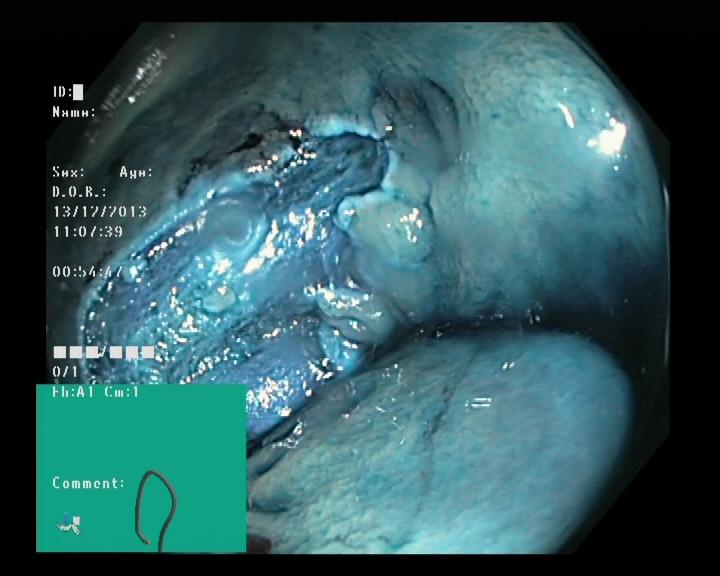 ID:
Name:
Sex: Age:
D.O.B.:
13/12/2013
11:07:39
00:54:47
■■■/■■■
0/1
Eh:A1 Cm:1
Comment: